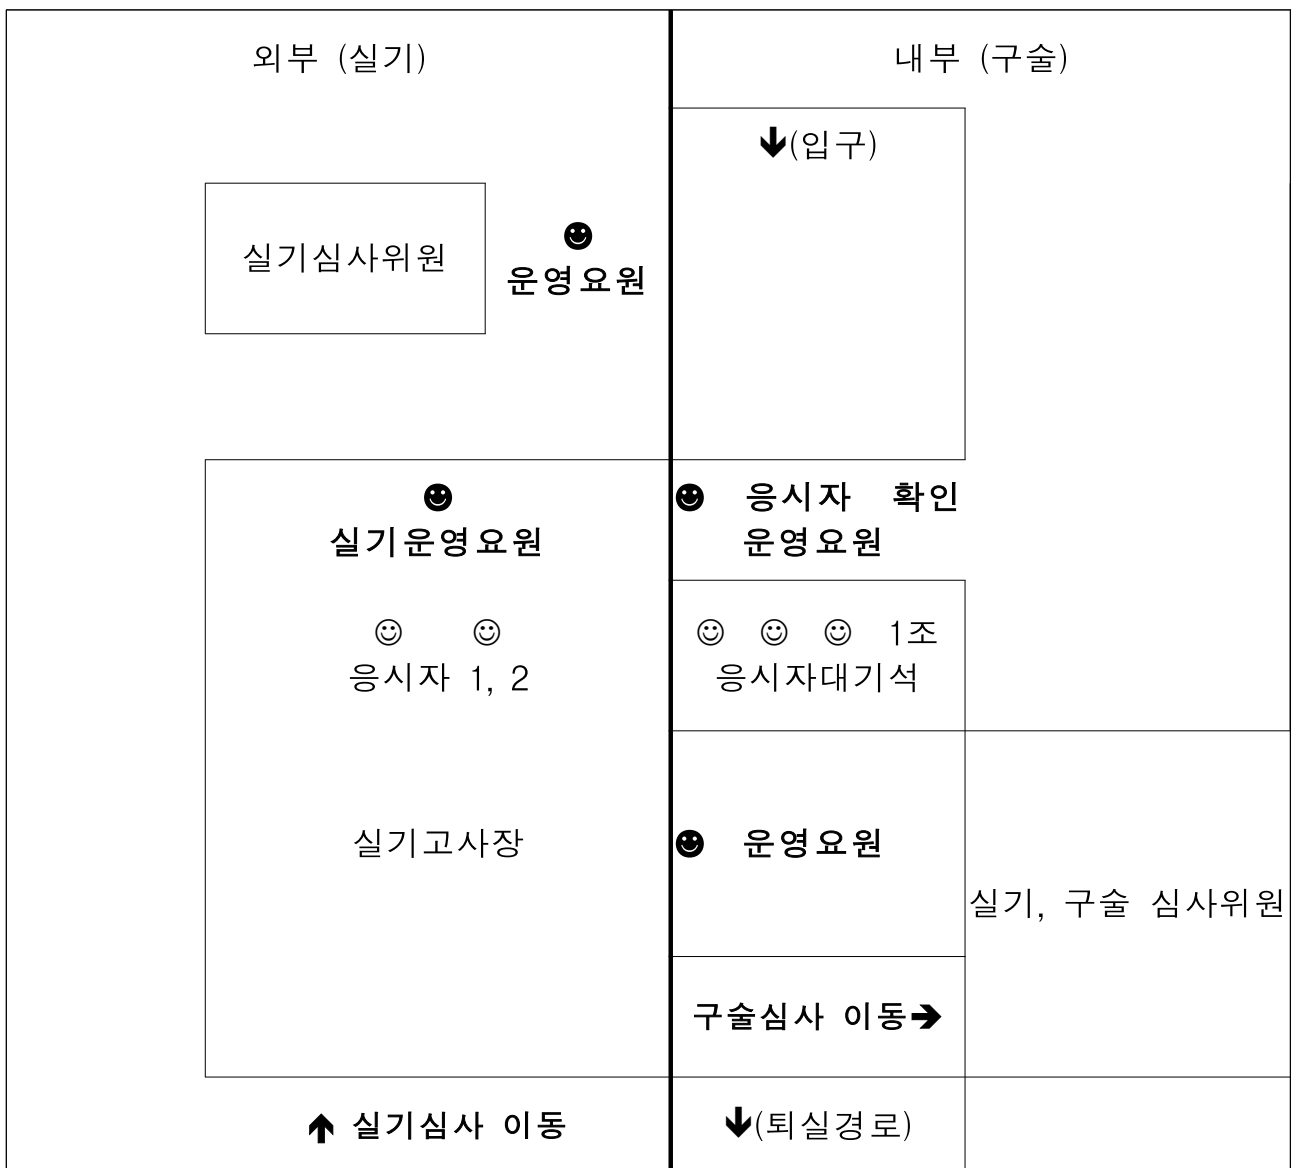 외부 (실기)
내부 (구술)
🡻(입구)
실기심사위원
☻
운영요원
☻
실기운영요원
☻ 응시자 확인
운영요원
☺ ☺
응시자 1, 2
☺ ☺ ☺ 1조
응시자대기석
실기고사장
☻ 운영요원
실기, 구술 심사위원
구술심사 이동🡺
🡹 실기심사 이동
🡻(퇴실경로)